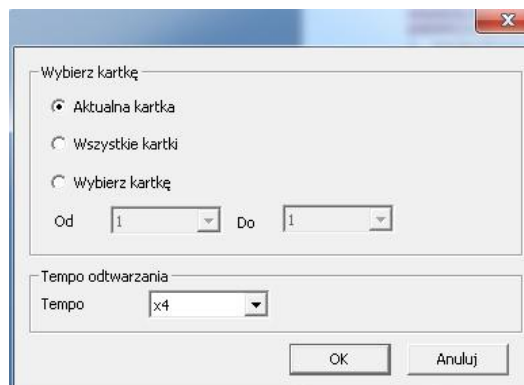 Wybierz kartkę
Aktualna kartka
Wszystkie kartki
Wybierz kartkę
Od 1 Do 1
Tempo odtwarzania
Tempo x4
OK Anuluj